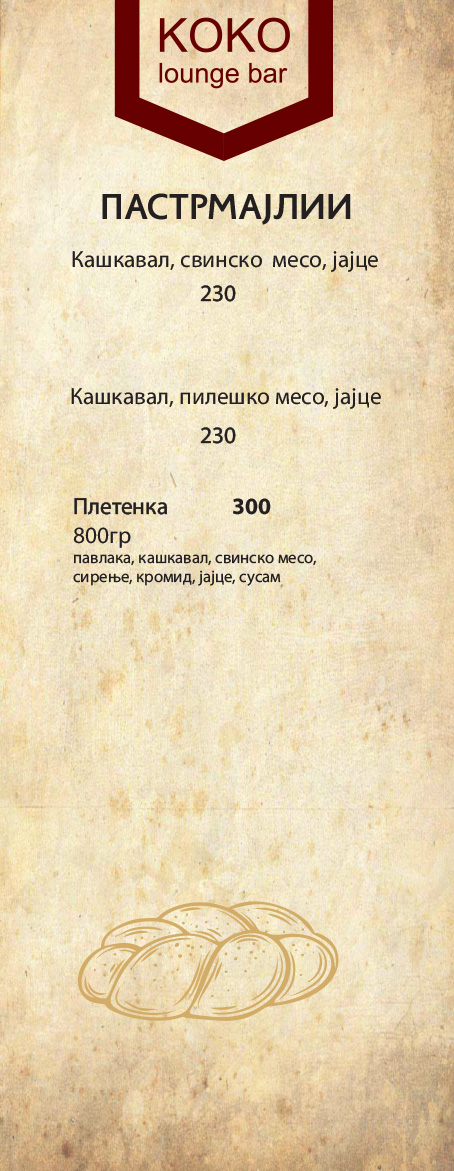 KOKO
lounge bar
ПАСТРМАЈЛИИ
Кашкавал, свинско месо, јајце
230
Кашкавал, пилешко месо, јајце
230
Плетенка 300
800гр
павлака, кашкавал, свинско месо,
сирење, кромид, јајце, сусам